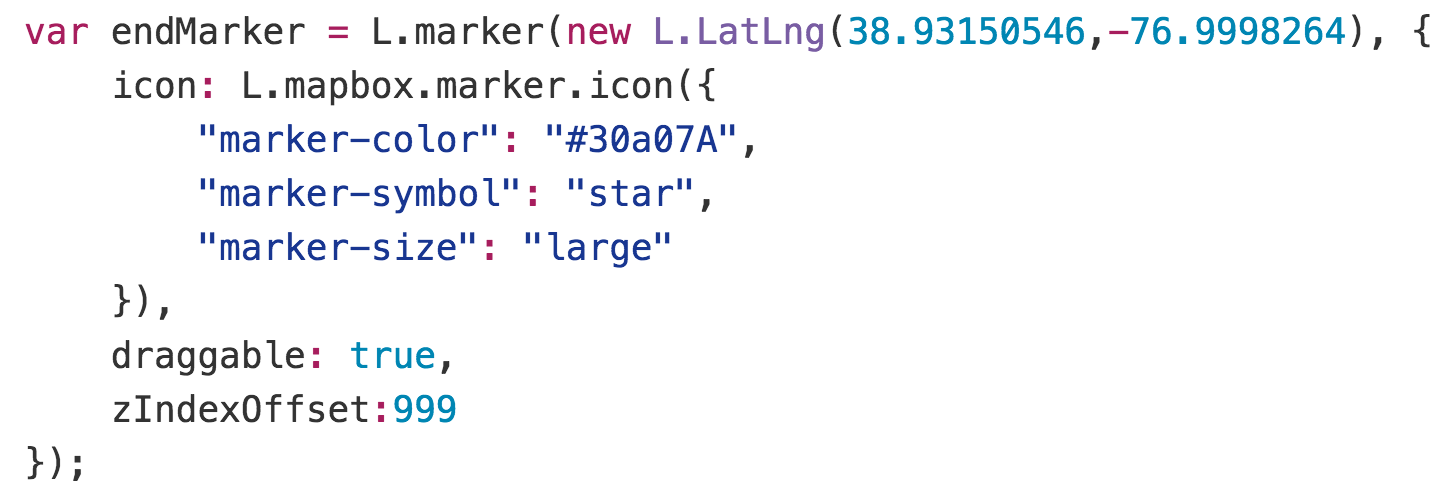 var endMarker = L.marker(new L.LatLng(38.93150546,-76.9998264), {
    icon: L.mapbox.marker.icon({
        "marker-color": "#30a07A",
        "marker-symbol": "star",
        "marker-size": "large"
    }),
    draggable: true,
    zIndexOffset:999
});